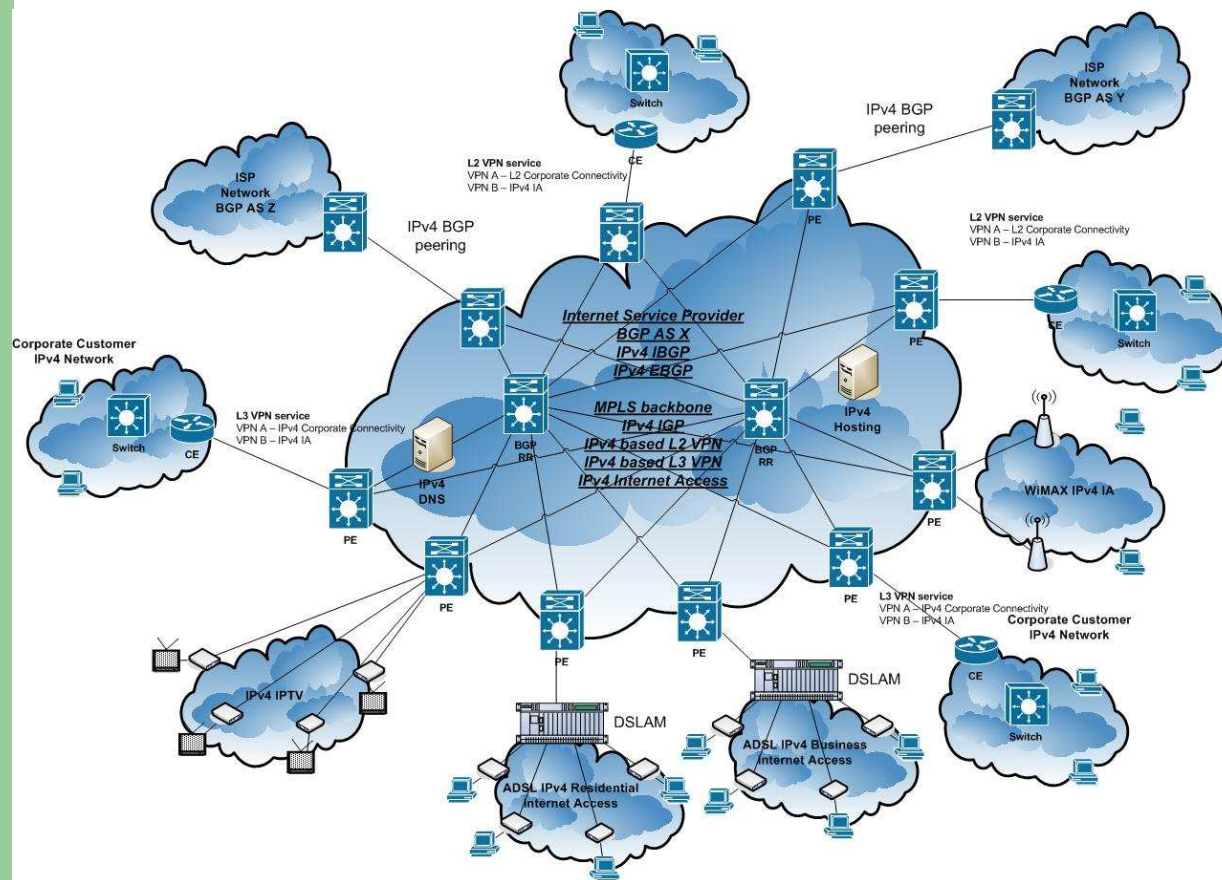 Switch
CE
L2 VPN service
VPN A – L2 Corporate Connectivity
VPN B – IPv4 IA
ISP
Network
BGP AS Y
IPv4 BGP
peering
PE
ISP
Network
BGP AS Z
IPv4 BGP
peering
L2 VPN service
VPN A – L2 Corporate Connectivity
VPN B – IPv4 IA
CE
Switch
PE
Internet Service Provider
BGP AS X
IPv4 IBGP
IPv4 EBGP
MPLS backbone
IPv4 IGP
IPv4 based L2 VPN
IPv4 based L3 VPN
IPv4 Internet Access
BGP
RR
BGP
RR
IPv4
Hosting
IPv4
DNS
Corporate Customer
IPv4 Network
Switch
CE
L3 VPN service
VPN A – IPv4 Corporate Connectivity
VPN B – IPv4 IA
PE
WiMAX IPv4 IA
PE
PE
PE
PE
PE
L3 VPN service
VPN A – IPv4 Corporate Connectivity
VPN B – IPv4 IA
Corporate Customer
IPv4 Network
CE
Switch
IPv4 IPTV
DSLAM
ADSL IPv4 Residential
Internet Access
DSLAM
ADSL IPv4 Business
Internet Access